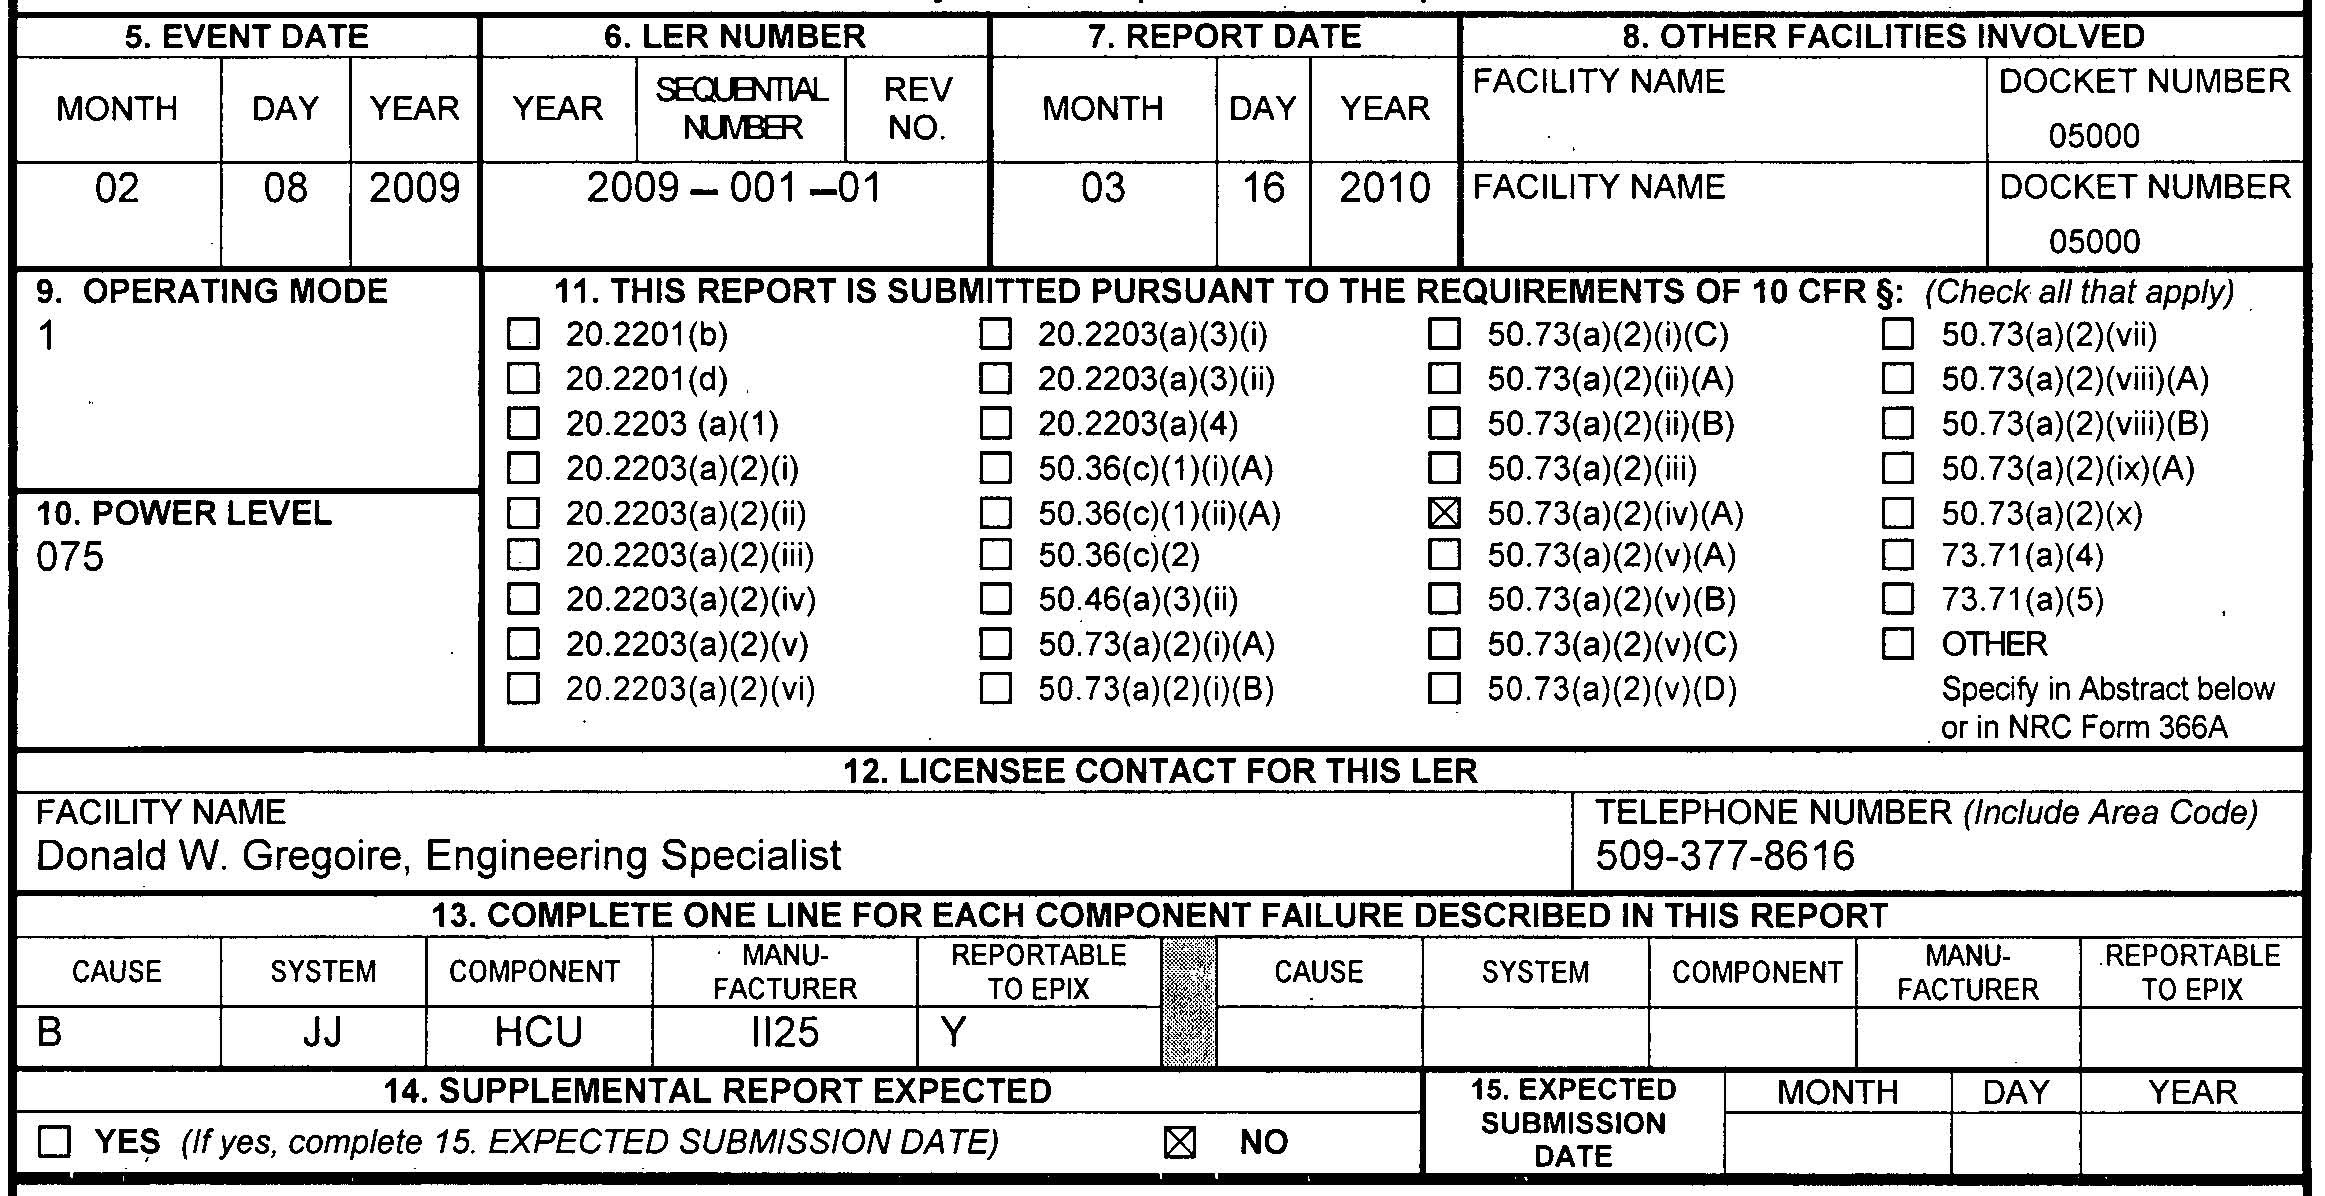 5. EVENT DATE 6. LER NUMBER 7. REPORT DATE 8. OTHER FACILITIES INVOLVED
MONTH DAY YEAR YEAR SEQUENTIAL NUMBER REV NO. MONTH DAY YEAR FACILITY NAME DOCKET NUMBER
05000
02 08 2009 2009 – 001 –01 03 16 2010 FACILITY NAME DOCKET NUMBER
05000
9. OPERATING MODE
1
10. POWER LEVEL
075
11. THIS REPORT IS SUBMITTED PURSUANT TO THE REQUIREMENTS OF 10 CFR §: (Check all that apply)
☐ 20.2201(b) ☐ 20.2203(a)(3)(i) ☐ 50.73(a)(2)(i)(C) ☐ 50.73(a)(2)(vii)
☐ 20.2201(d) ☐ 20.2203(a)(3)(ii) ☐ 50.73(a)(2)(ii)(A) ☐ 50.73(a)(2)(viii)(A)
☐ 20.2203 (a)(1) ☐ 20.2203(a)(4) ☐ 50.73(a)(2)(ii)(B) ☐ 50.73(a)(2)(viii)(B)
☐ 20.2203(a)(2)(i) ☐ 50.36(c)(1)(i)(A) ☐ 50.73(a)(2)(iii) ☐ 50.73(a)(2)(ix)(A)
☐ 20.2203(a)(2)(ii) ☐ 50.36(c)(1)(ii)(A) ☒ 50.73(a)(2)(iv)(A) ☐ 50.73(a)(2)(x)
☐ 20.2203(a)(2)(iii) ☐ 50.36(c)(2) ☐ 50.73(a)(2)(v)(A) ☐ 73.71(a)(4)
☐ 20.2203(a)(2)(iv) ☐ 50.46(a)(3)(ii) ☐ 50.73(a)(2)(v)(B) ☐ 73.71(a)(5)
☐ 20.2203(a)(2)(v) ☐ 50.73(a)(2)(i)(A) ☐ 50.73(a)(2)(v)(C) ☐ OTHER
☐ 20.2203(a)(2)(vi) ☐ 50.73(a)(2)(i)(B) ☐ 50.73(a)(2)(v)(D) Specify in Abstract below
or in NRC Form 366A
12. LICENSEE CONTACT FOR THIS LER
FACILITY NAME TELEPHONE NUMBER (Include Area Code)
Donald W. Gregoire, Engineering Specialist 509-377-8616
13. COMPLETE ONE LINE FOR EACH COMPONENT FAILURE DESCRIBED IN THIS REPORT
CAUSE SYSTEM COMPONENT MANU-FACTURER REPORTABLE TO EPIX CAUSE SYSTEM COMPONENT MANU-FACTURER REPORTABLE TO EPIX
B JJ HCU II25 Y
14. SUPPLEMENTAL REPORT EXPECTED
☐ YES (If yes, complete 15. EXPECTED SUBMISSION DATE) ☒ NO
15. EXPECTED SUBMISSION DATE MONTH DAY YEAR